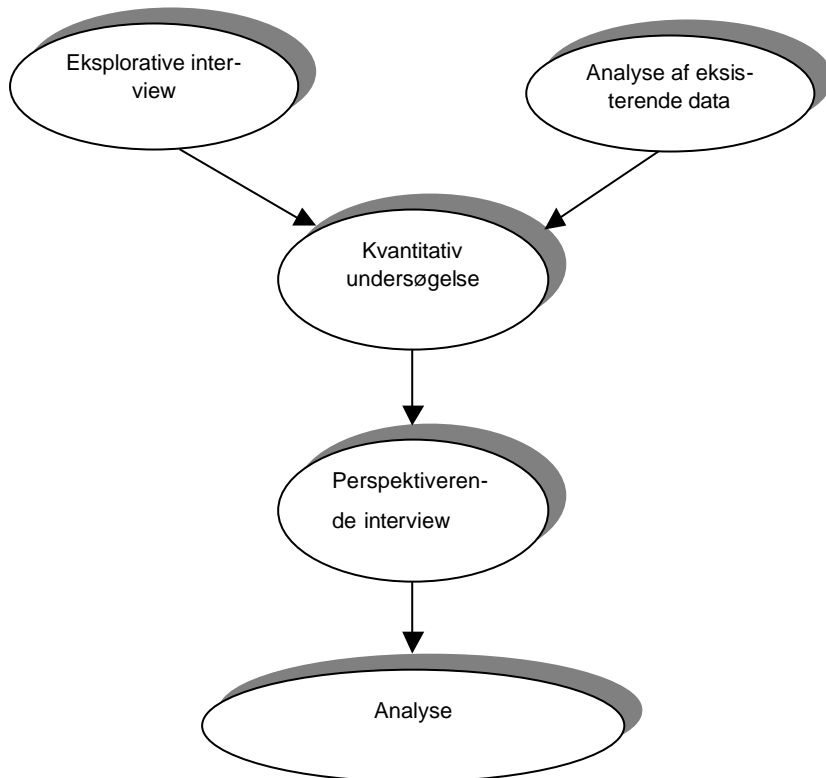 Eksplorative inter-
view
Analyse af eksis-
terende data
Kvantitativ
undersøgelse
Perspektiveren-
de interview
Analyse